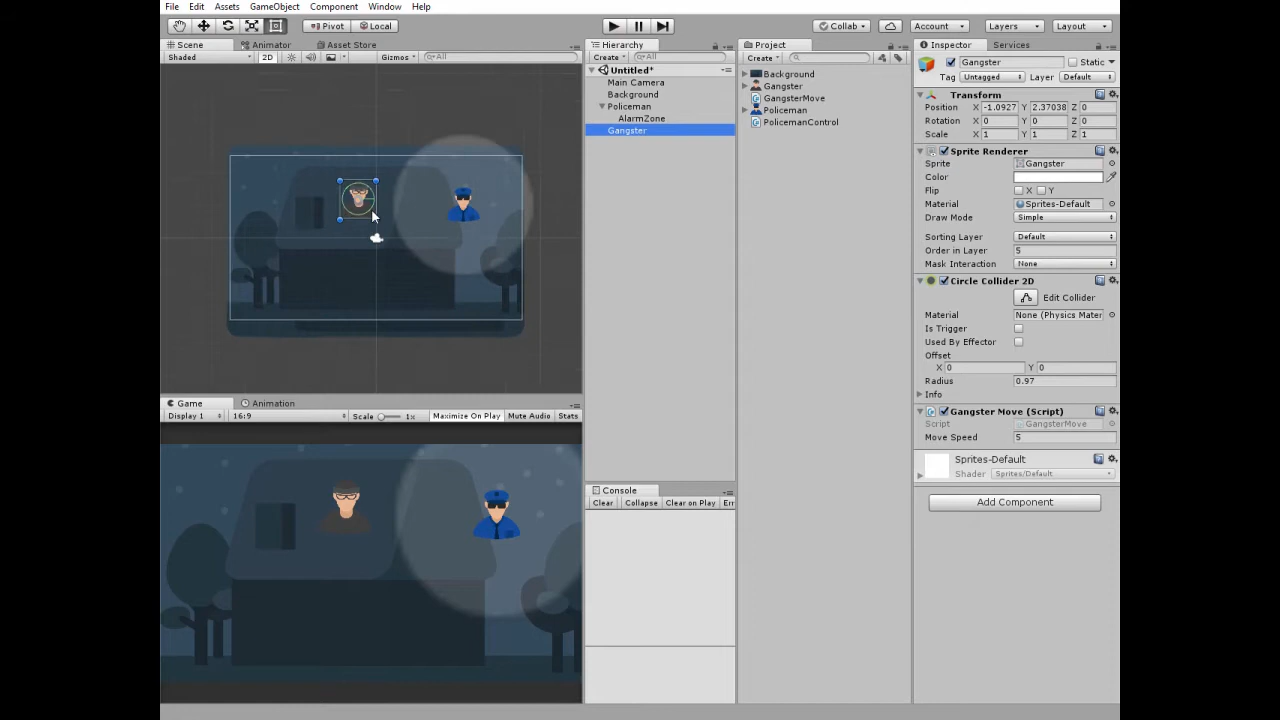 File Edit Assets GameObject Component Window Help
Pivot Local Collab Account Layers Layout
Scene Animator Asset Store
Shaded 2D Gizmos All
Hierarchy
Create All
Untitled*
Main Camera
Background
Policeman
AlarmZone
Gangster
Project
Create
Background
Gangster
GangsterMove
Policeman
PolicemanControl
Inspector Services
Gangster Static
Tag Untagged Layer Default
Transform
Position X -1.0927 Y 2.37038 Z 0
Rotation X 0 Y 0 Z 0
Scale X 1 Y 1 Z 1
Sprite Renderer
Sprite Gangster
Color
Flip X Y
Material Sprites-Default
Draw Mode Simple
Sorting Layer Default
Order in Layer 5
Mask Interaction None
Circle Collider 2D
Edit Collider
Material None (Physics Mater
Is Trigger
Used By Effector
Offset
X 0 Y 0
Radius 0.97
Info
Gangster Move (Script)
Script GangsterMove
Move Speed 5
Sprites-Default
Shader Sprites/Default
Add Component
Game Animation
Display 1 16:9 Scale 1x Maximize On Play Mute Audio Stats
Console
Clear Collapse Clear on Play Err